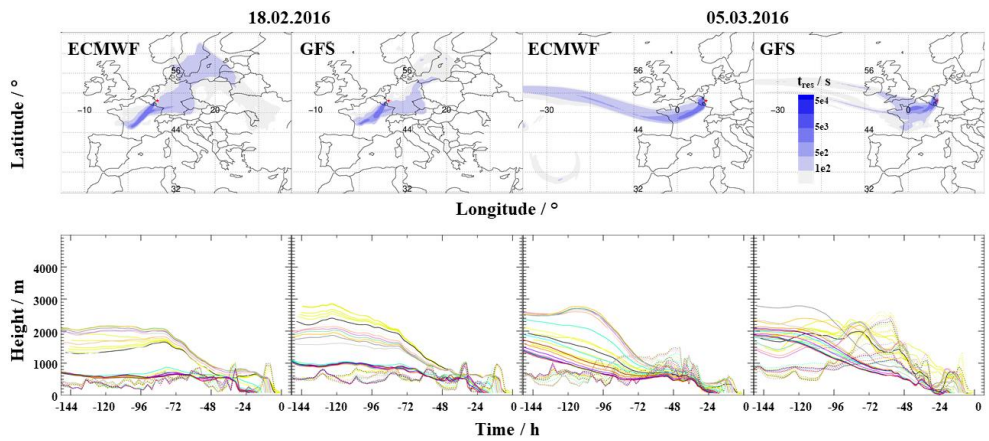 18.02.2016 05.03.2016
ECMWF GFS ECMWF GFS
56 56 56 56
t res / s
5e4
-10 20 -10 20 -30 0 -30 0
5e3
44 44 44 44
5e2
1e2
32 32 32 32
Latitude / °
Longitude / °
4000
3000
2000
1000
0
Height / m
-144 -120 -96 -72 -48 -24 0 -144 -120 -96 -72 -48 -24 0 -144 -120 -96 -72 -48 -24 0 -144 -120 -96 -72 -48 -24 0
Time / h